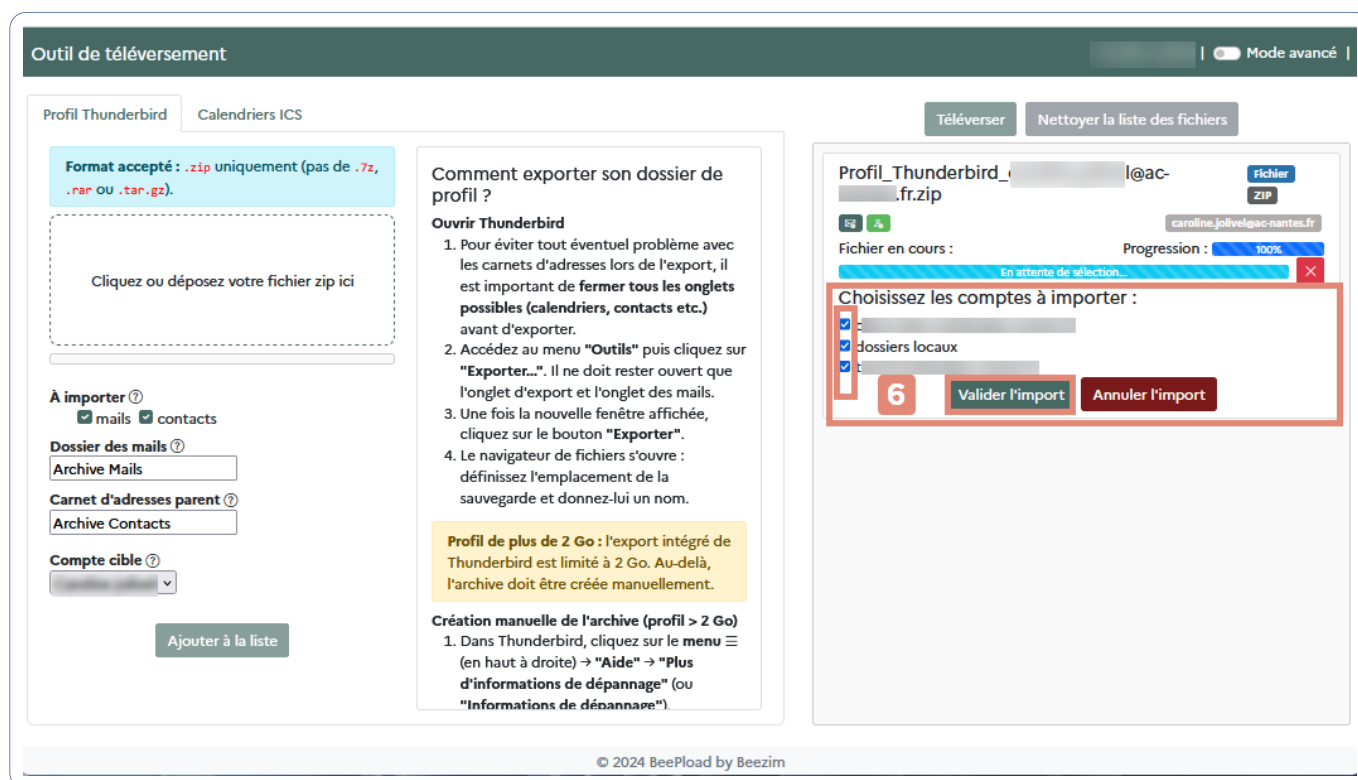 Outil de téléversement
| Mode avancé |
Profil Thunderbird
Calendriers ICS
Format accepté : .zip uniquement (pas de .7z,
.rar ou .tar.gz).
Cliquez ou déposez votre fichier zip ici
À importer ?
mails contacts
Dossier des mails ?
Archive Mails
Carnet d'adresses parent ?
Archive Contacts
Compte cible ?
Ajouter à la liste
Comment exporter son dossier de
profil ?
Ouvrir Thunderbird
1. Pour éviter tout éventuel problème avec
les carnets d'adresses lors de l'export, il
est important de fermer tous les onglets
possibles (calendriers, contacts etc.)
avant d'exporter.
2. Accédez au menu "Outils" puis cliquez sur
"Exporter...". Il ne doit rester ouvert que
l'onglet d'export et l'onglet des mails.
3. Une fois la nouvelle fenêtre affichée,
cliquez sur le bouton "Exporter".
4. Le navigateur de fichiers s'ouvre :
définissez l'emplacement de la
sauvegarde et donnez-lui un nom.
Profil de plus de 2 Go : l'export intégré de
Thunderbird est limité à 2 Go. Au-delà,
l'archive doit être créée manuellement.
Création manuelle de l'archive (profil > 2 Go)
1. Dans Thunderbird, cliquez sur le menu ☰
(en haut à droite) → "Aide" → "Plus
d'informations de dépannage" (ou
"Informations de dépannage").
Téléverser
Nettoyer la liste des fichiers
Profil_Thunderbird_ l@ac-
.fr.zip
Fichier
ZIP
caroline.jolivel@ac-nantes.fr
Fichier en cours :
Progression : 100%
En attente de sélection...
Choisissez les comptes à importer :
dossiers locaux
t
6
Valider l'import
Annuler l'import
© 2024 BeePload by Beezim